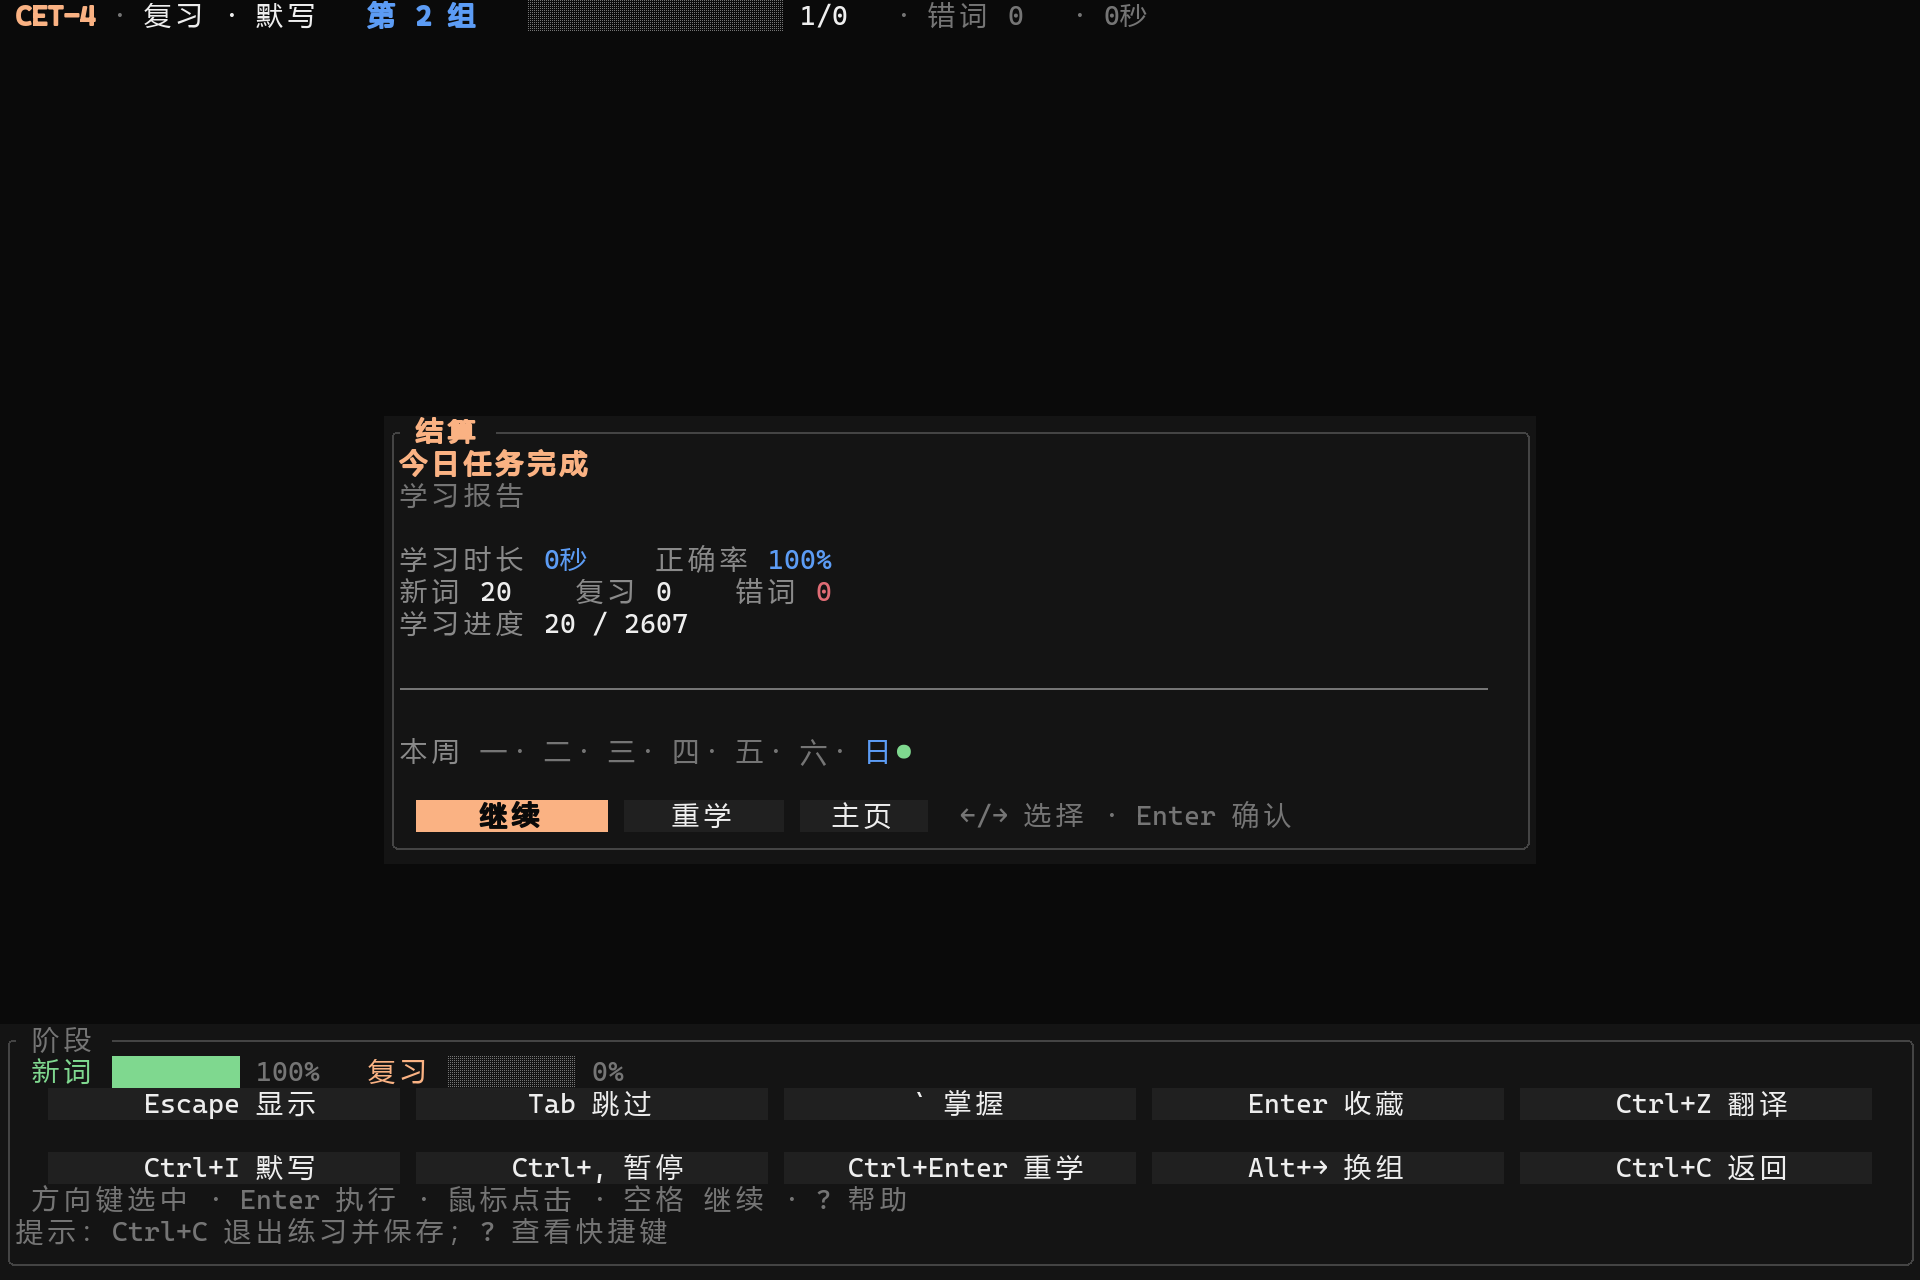 CET-4 · 复习 · 默写 第 2 组 1/0 · 错词 0 · 0秒
结算
今日任务完成
学习报告
学习时长 0秒 正确率 100%
新词 20 复习 0 错词 0
学习进度 20 / 2607
本周 一· 二· 三· 四· 五· 六· 日●
继续 重学 主页 ←/→ 选择 · Enter 确认
阶段
新词 100% 复习 0%
Escape 显示 Tab 跳过 ` 掌握 Enter 收藏 Ctrl+Z 翻译
Ctrl+I 默写 Ctrl+, 暂停 Ctrl+Enter 重学 Alt+→ 换组 Ctrl+C 返回
方向键选中 · Enter 执行 · 鼠标点击 · 空格 继续 · ? 帮助
提示: Ctrl+C 退出练习并保存; ? 查看快捷键